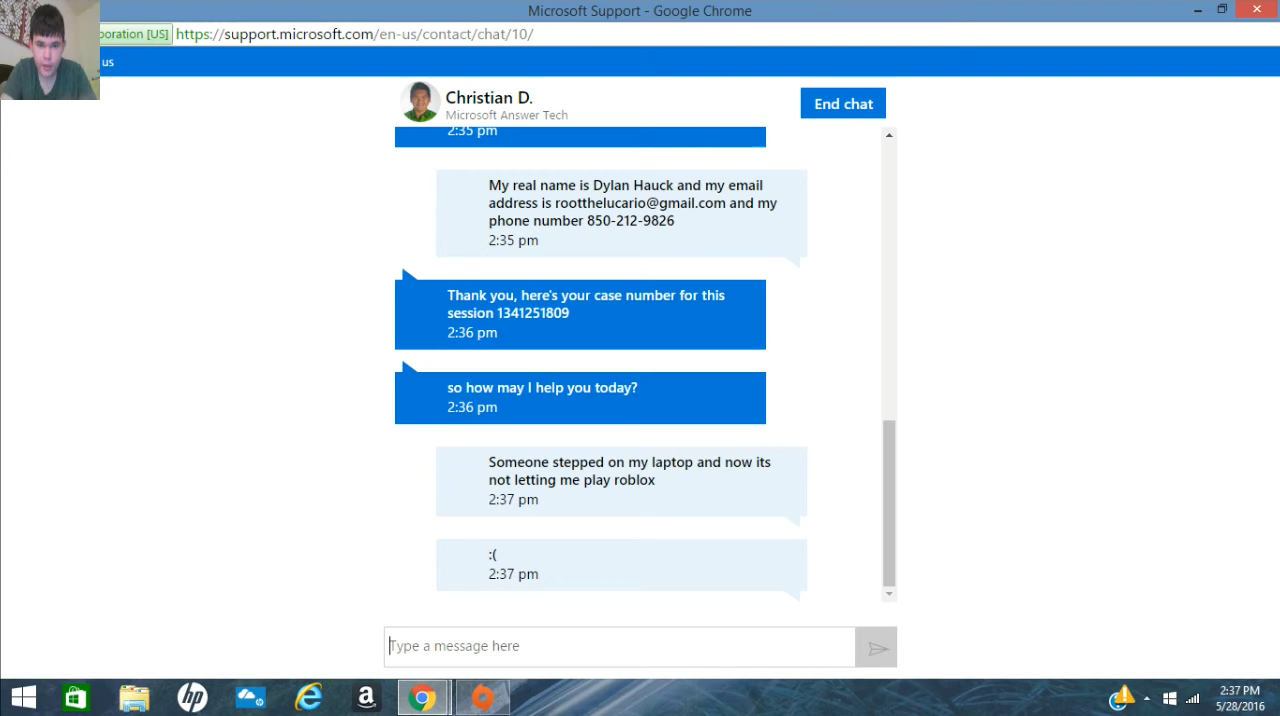 Microsoft Support - Google Chrome
poration [US] https://support.microsoft.com/en-us/contact/chat/10/
us
Christian D.
Microsoft Answer Tech
End chat
2:35 pm
My real name is Dylan Hauck and my email
address is rootthelucario@gmail.com and my
phone number 850-212-9826
2:35 pm
Thank you, here's your case number for this
session 1341251809
2:36 pm
so how may I help you today?
2:36 pm
Someone stepped on my laptop and now its
not letting me play roblox
2:37 pm
:(
2:37 pm
Type a message here
hp
a
2:37 PM
5/28/2016